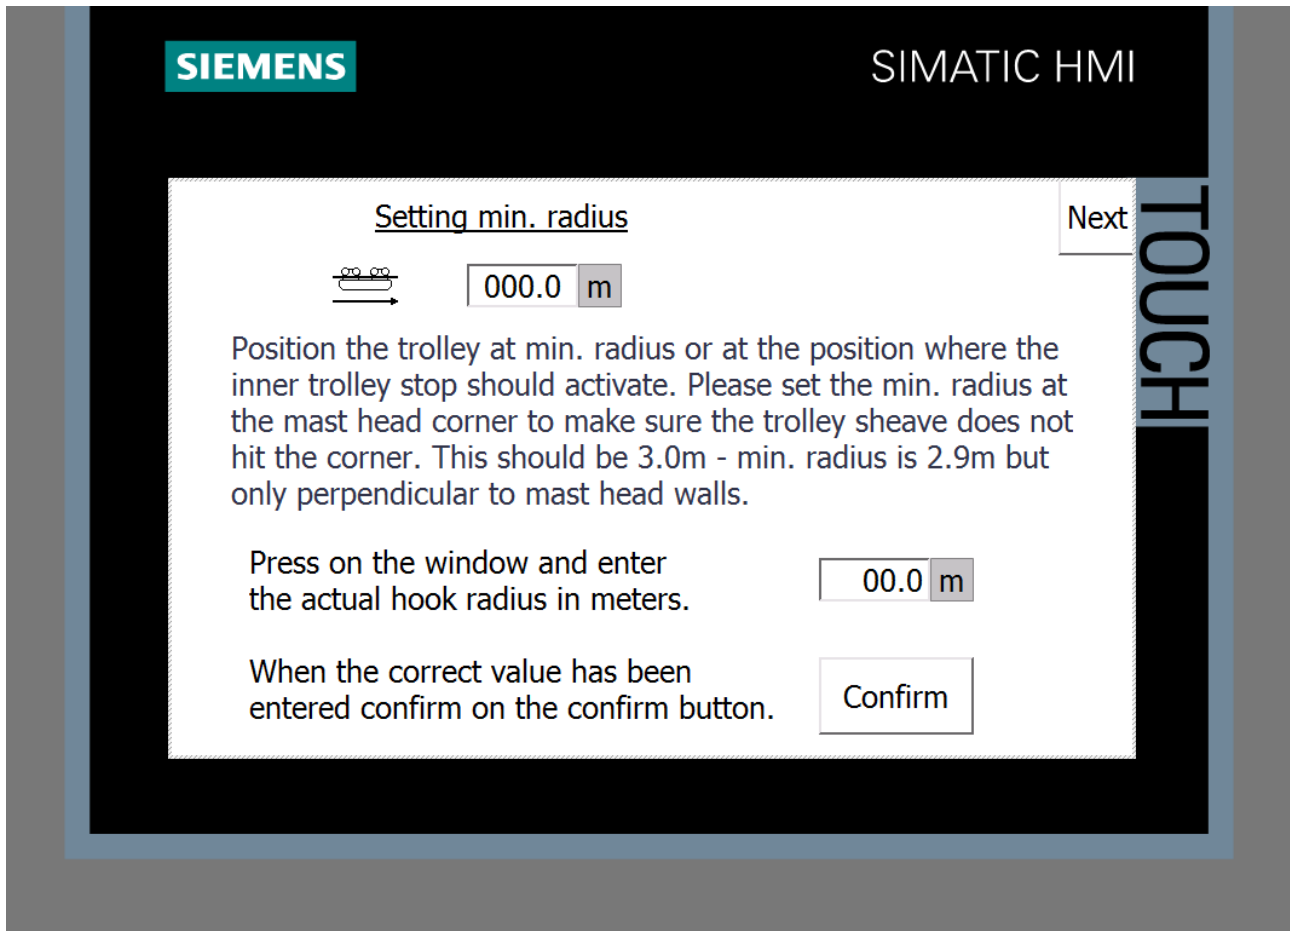 SIEMENS
SIMATIC HMI
TOUCH
Setting min. radius
Next
000.0 m
Position the trolley at min. radius or at the position where the
inner trolley stop should activate. Please set the min. radius at
the mast head corner to make sure the trolley sheave does not
hit the corner. This should be 3.0m - min. radius is 2.9m but
only perpendicular to mast head walls.
Press on the window and enter
the actual hook radius in meters.
00.0 m
When the correct value has been
entered confirm on the confirm button.
Confirm